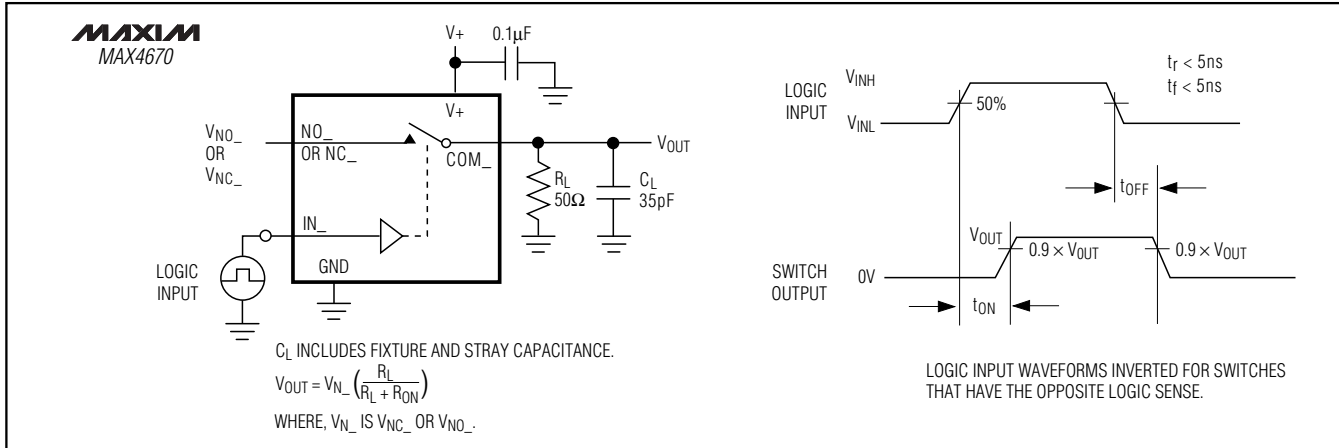 MAXIM
MAX4670
V+
0.1µF
V+
VNO_
OR
VNC_
NO_
OR NC_
COM_
VOUT
RL
50Ω
CL
35pF
IN_
GND
LOGIC
INPUT
CL INCLUDES FIXTURE AND STRAY CAPACITANCE.
VOUT = VN_ (RL / RL + RON)
WHERE, VN_ IS VNC_ OR VNO_.
LOGIC
INPUT
VINH
VINL
50%
tr < 5ns
tf < 5ns
tOFF
SWITCH
OUTPUT
VOUT
0V
0.9 × VOUT
0.9 × VOUT
tON
LOGIC INPUT WAVEFORMS INVERTED FOR SWITCHES
THAT HAVE THE OPPOSITE LOGIC SENSE.